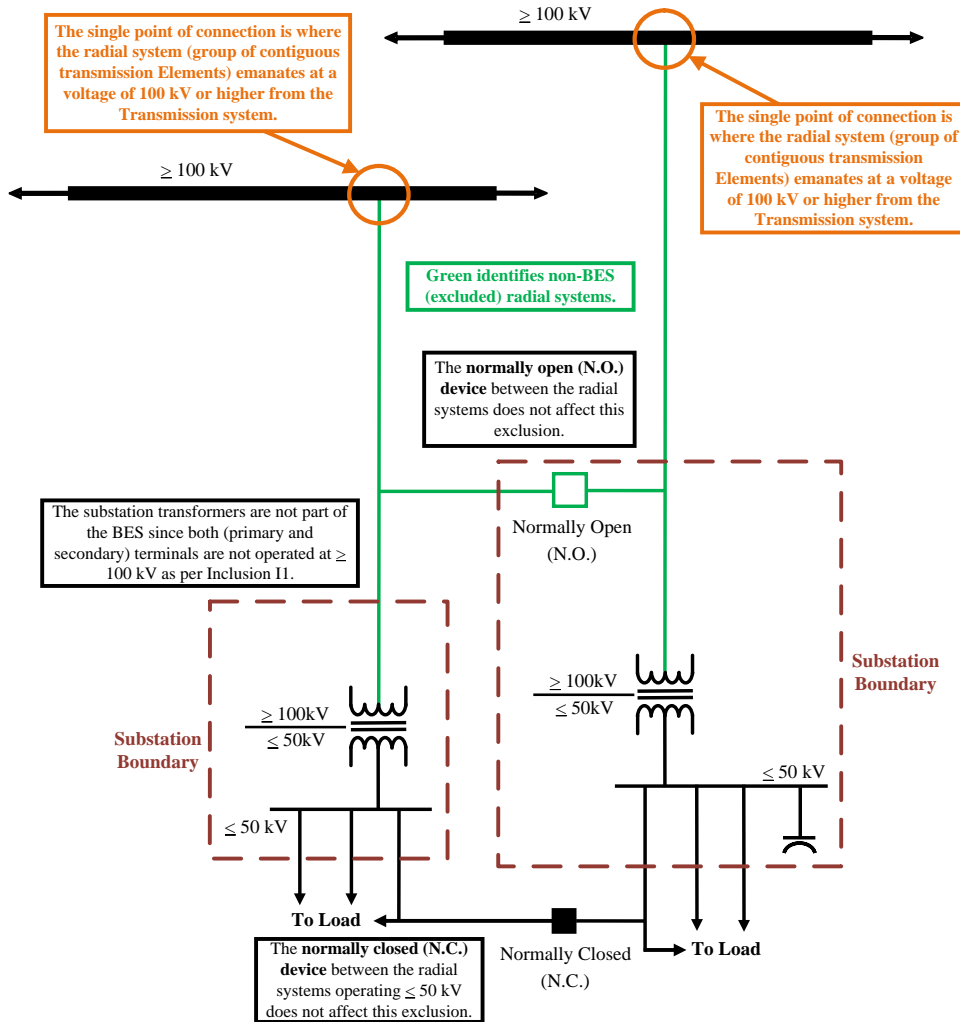 ≥ 100 kV
The single point of connection is where
the radial system (group of contiguous
transmission Elements) emanates at a
voltage of 100 kV or higher from the
Transmission system.
The single point of connection is
where the radial system (group of
contiguous transmission
Elements) emanates at a voltage
of 100 kV or higher from the
Transmission system.
≥ 100 kV
Green identifies non-BES
(excluded) radial systems.
The normally open (N.O.)
device between the radial
systems does not affect this
exclusion.
The substation transformers are not part of
the BES since both (primary and
secondary) terminals are not operated at ≥
100 kV as per Inclusion I1.
Normally Open
(N.O.)
Substation
Boundary
≥ 100kV
≤ 50kV
≥ 100kV
≤ 50kV
Substation
Boundary
≤ 50 kV
≤ 50 kV
To Load
To Load
The normally closed (N.C.)
device between the radial
systems operating ≤ 50 kV
does not affect this exclusion.
Normally Closed
(N.C.)